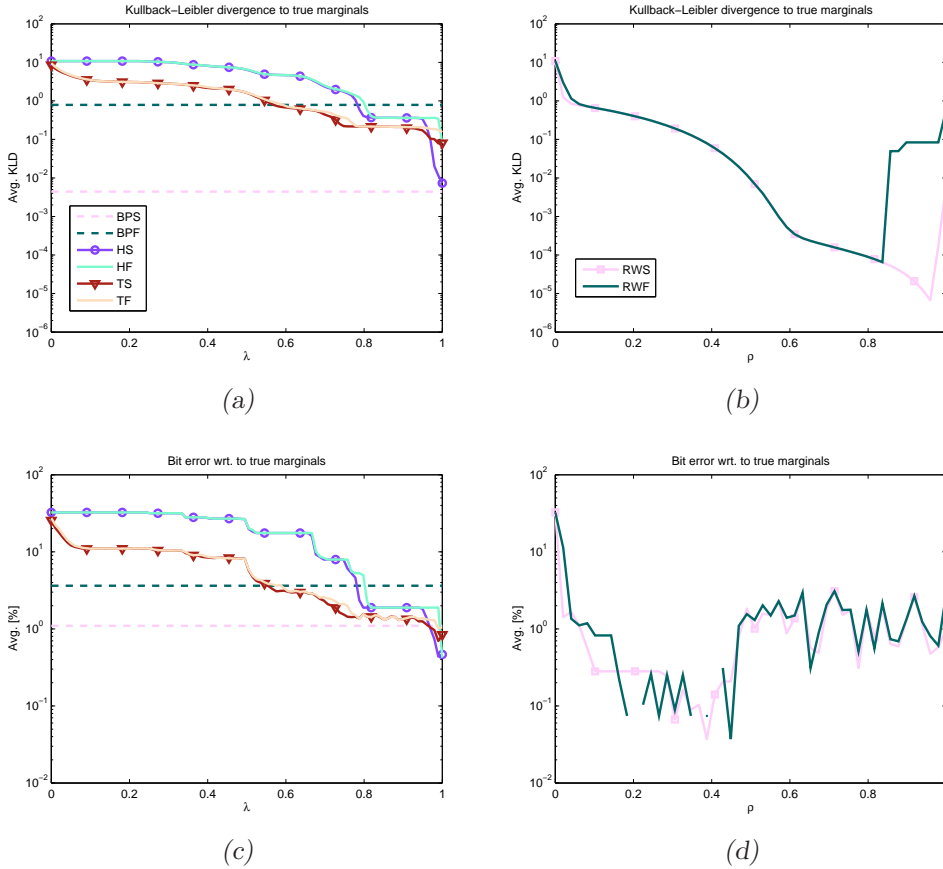 Kullback−Leibler divergence to true marginals
10^2
10^1
10^0
10^−1
10^−2
10^−3
10^−4
10^−5
10^−6
Avg. KLD
BPS
BPF
HS
HF
TS
TF
0 0.2 0.4 0.6 0.8 1
λ
(a)
Kullback−Leibler divergence to true marginals
10^2
10^1
10^0
10^−1
10^−2
10^−3
10^−4
10^−5
10^−6
Avg. KLD
RWS
RWF
0 0.2 0.4 0.6 0.8 1
ρ
(b)
Bit error wrt. to true marginals
10^2
10^1
10^0
10^−1
10^−2
Avg. [%]
0 0.2 0.4 0.6 0.8 1
λ
(c)
Bit error wrt. to true marginals
10^2
10^1
10^0
10^−1
10^−2
Avg. [%]
0 0.2 0.4 0.6 0.8
ρ
(d)